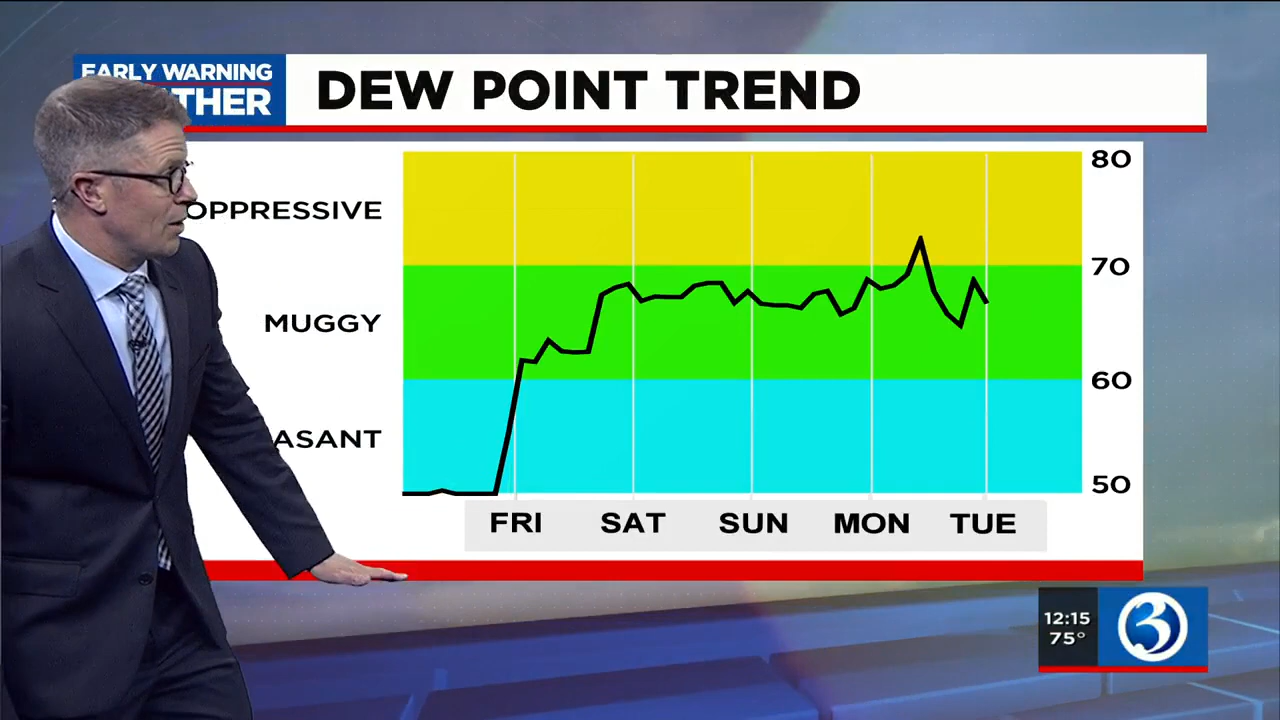 EARLY WARNING
THER
DEW POINT TREND
OPPRESSIVE
MUGGY
ASANT
80
70
60
50
FRI SAT SUN MON TUE
12:15
75°
3